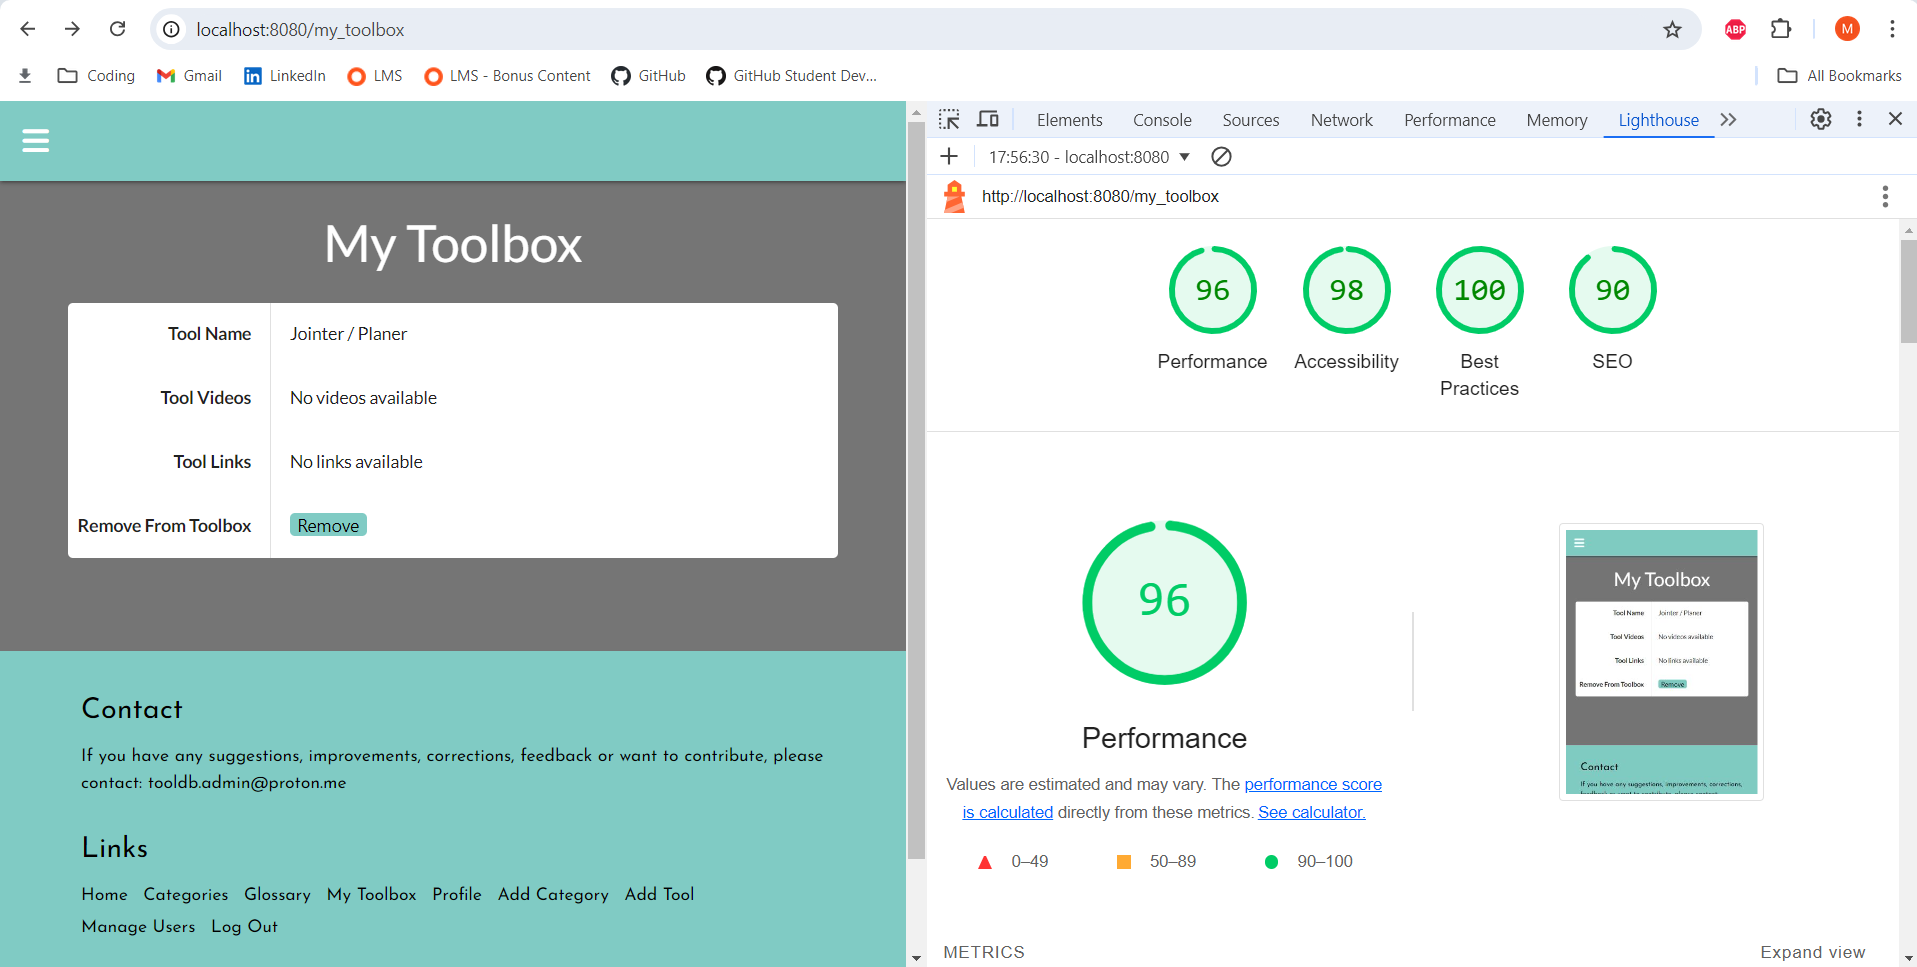 localhost:8080/my_toolbox
ABP
M
Coding
Gmail
LinkedIn
LMS
LMS - Bonus Content
GitHub
GitHub Student Dev...
All Bookmarks
My Toolbox
Tool Name Jointer / Planer
Tool Videos No videos available
Tool Links No links available
Remove From Toolbox Remove
Contact
If you have any suggestions, improvements, corrections, feedback or want to contribute, please
contact: tooldb.admin@proton.me
Links
Home Categories Glossary My Toolbox Profile Add Category Add Tool
Manage Users Log Out
Elements Console Sources Network Performance Memory Lighthouse
17:56:30 - localhost:8080
http://localhost:8080/my_toolbox
96 98 100 90
Performance Accessibility Best SEO
Practices
96
Performance
Values are estimated and may vary. The performance score
is calculated directly from these metrics. See calculator.
0–49 50–89 90–100
My Toolbox
Tool Name Jointer / Planer
Tool Videos No videos available
Tool Links No links available
Remove From Toolbox Remove
Contact
If you have any suggestions, improvements, corrections,
METRICS Expand view